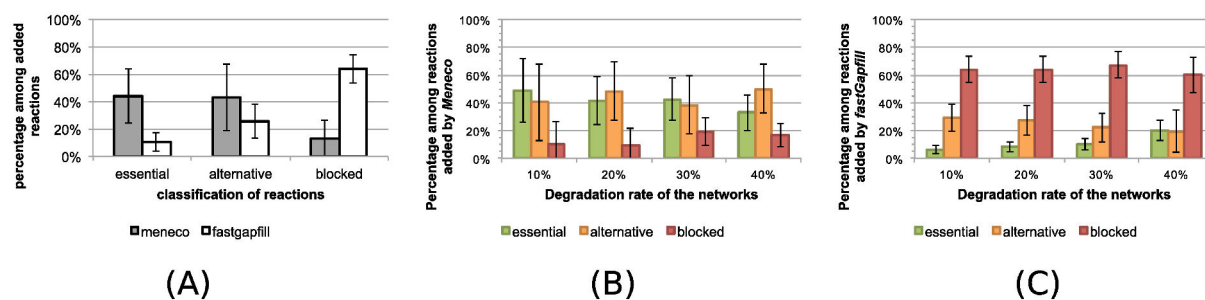 percentage among added
reactions
100%
80%
60%
40%
20%
0%
essential alternative blocked
classification of reactions
meneco fastgapfill
(A)
Percentage among reactions
added by Meneco
100%
80%
60%
40%
20%
0%
10% 20% 30% 40%
Degradation rate of the networks
essential alternative blocked
(B)
Percentage among reactions
added by fastGapfill
100%
80%
60%
40%
20%
0%
10% 20% 30% 40%
Degradation rate of the networks
essential alternative blocked
(C)